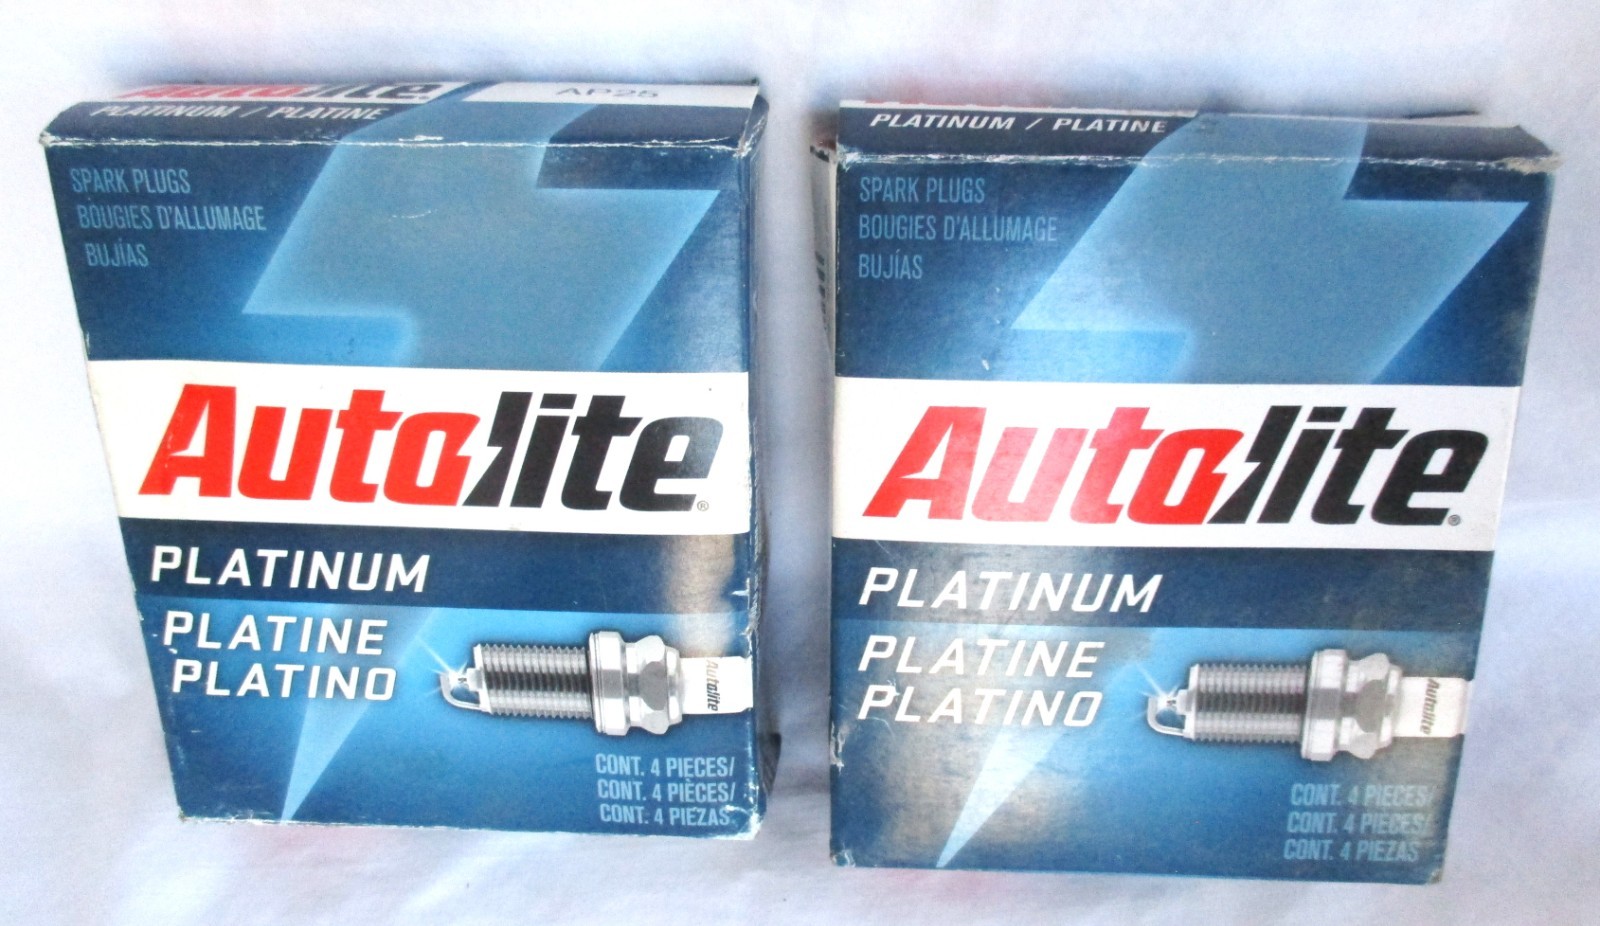 Autolite
AP25
PLATINUM / PLATINE
SPARK PLUGS
BOUGIES D'ALLUMAGE
BUJÍAS
Autolite®
PLATINUM
PLATINE
PLATINO
Autolite
CONT. 4 PIECES/
CONT. 4 PIÈCES/
CONT. 4 PIEZAS
PLATINUM / PLATINE
SPARK PLUGS
BOUGIES D'ALLUMAGE
BUJÍAS
Autolite®
PLATINUM
PLATINE
PLATINO
Autolite
CONT. 4 PIECES/
CONT. 4 PIÈCES/
CONT. 4 PIEZAS